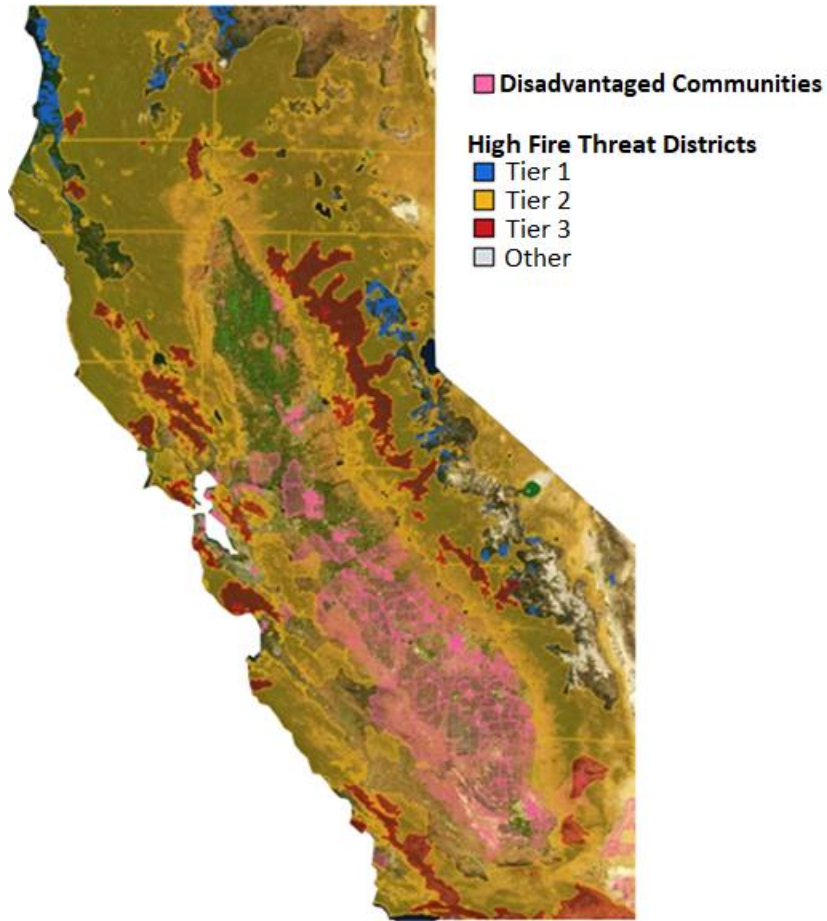 Disadvantaged Communities
High Fire Threat Districts
Tier 1
Tier 2
Tier 3
Other